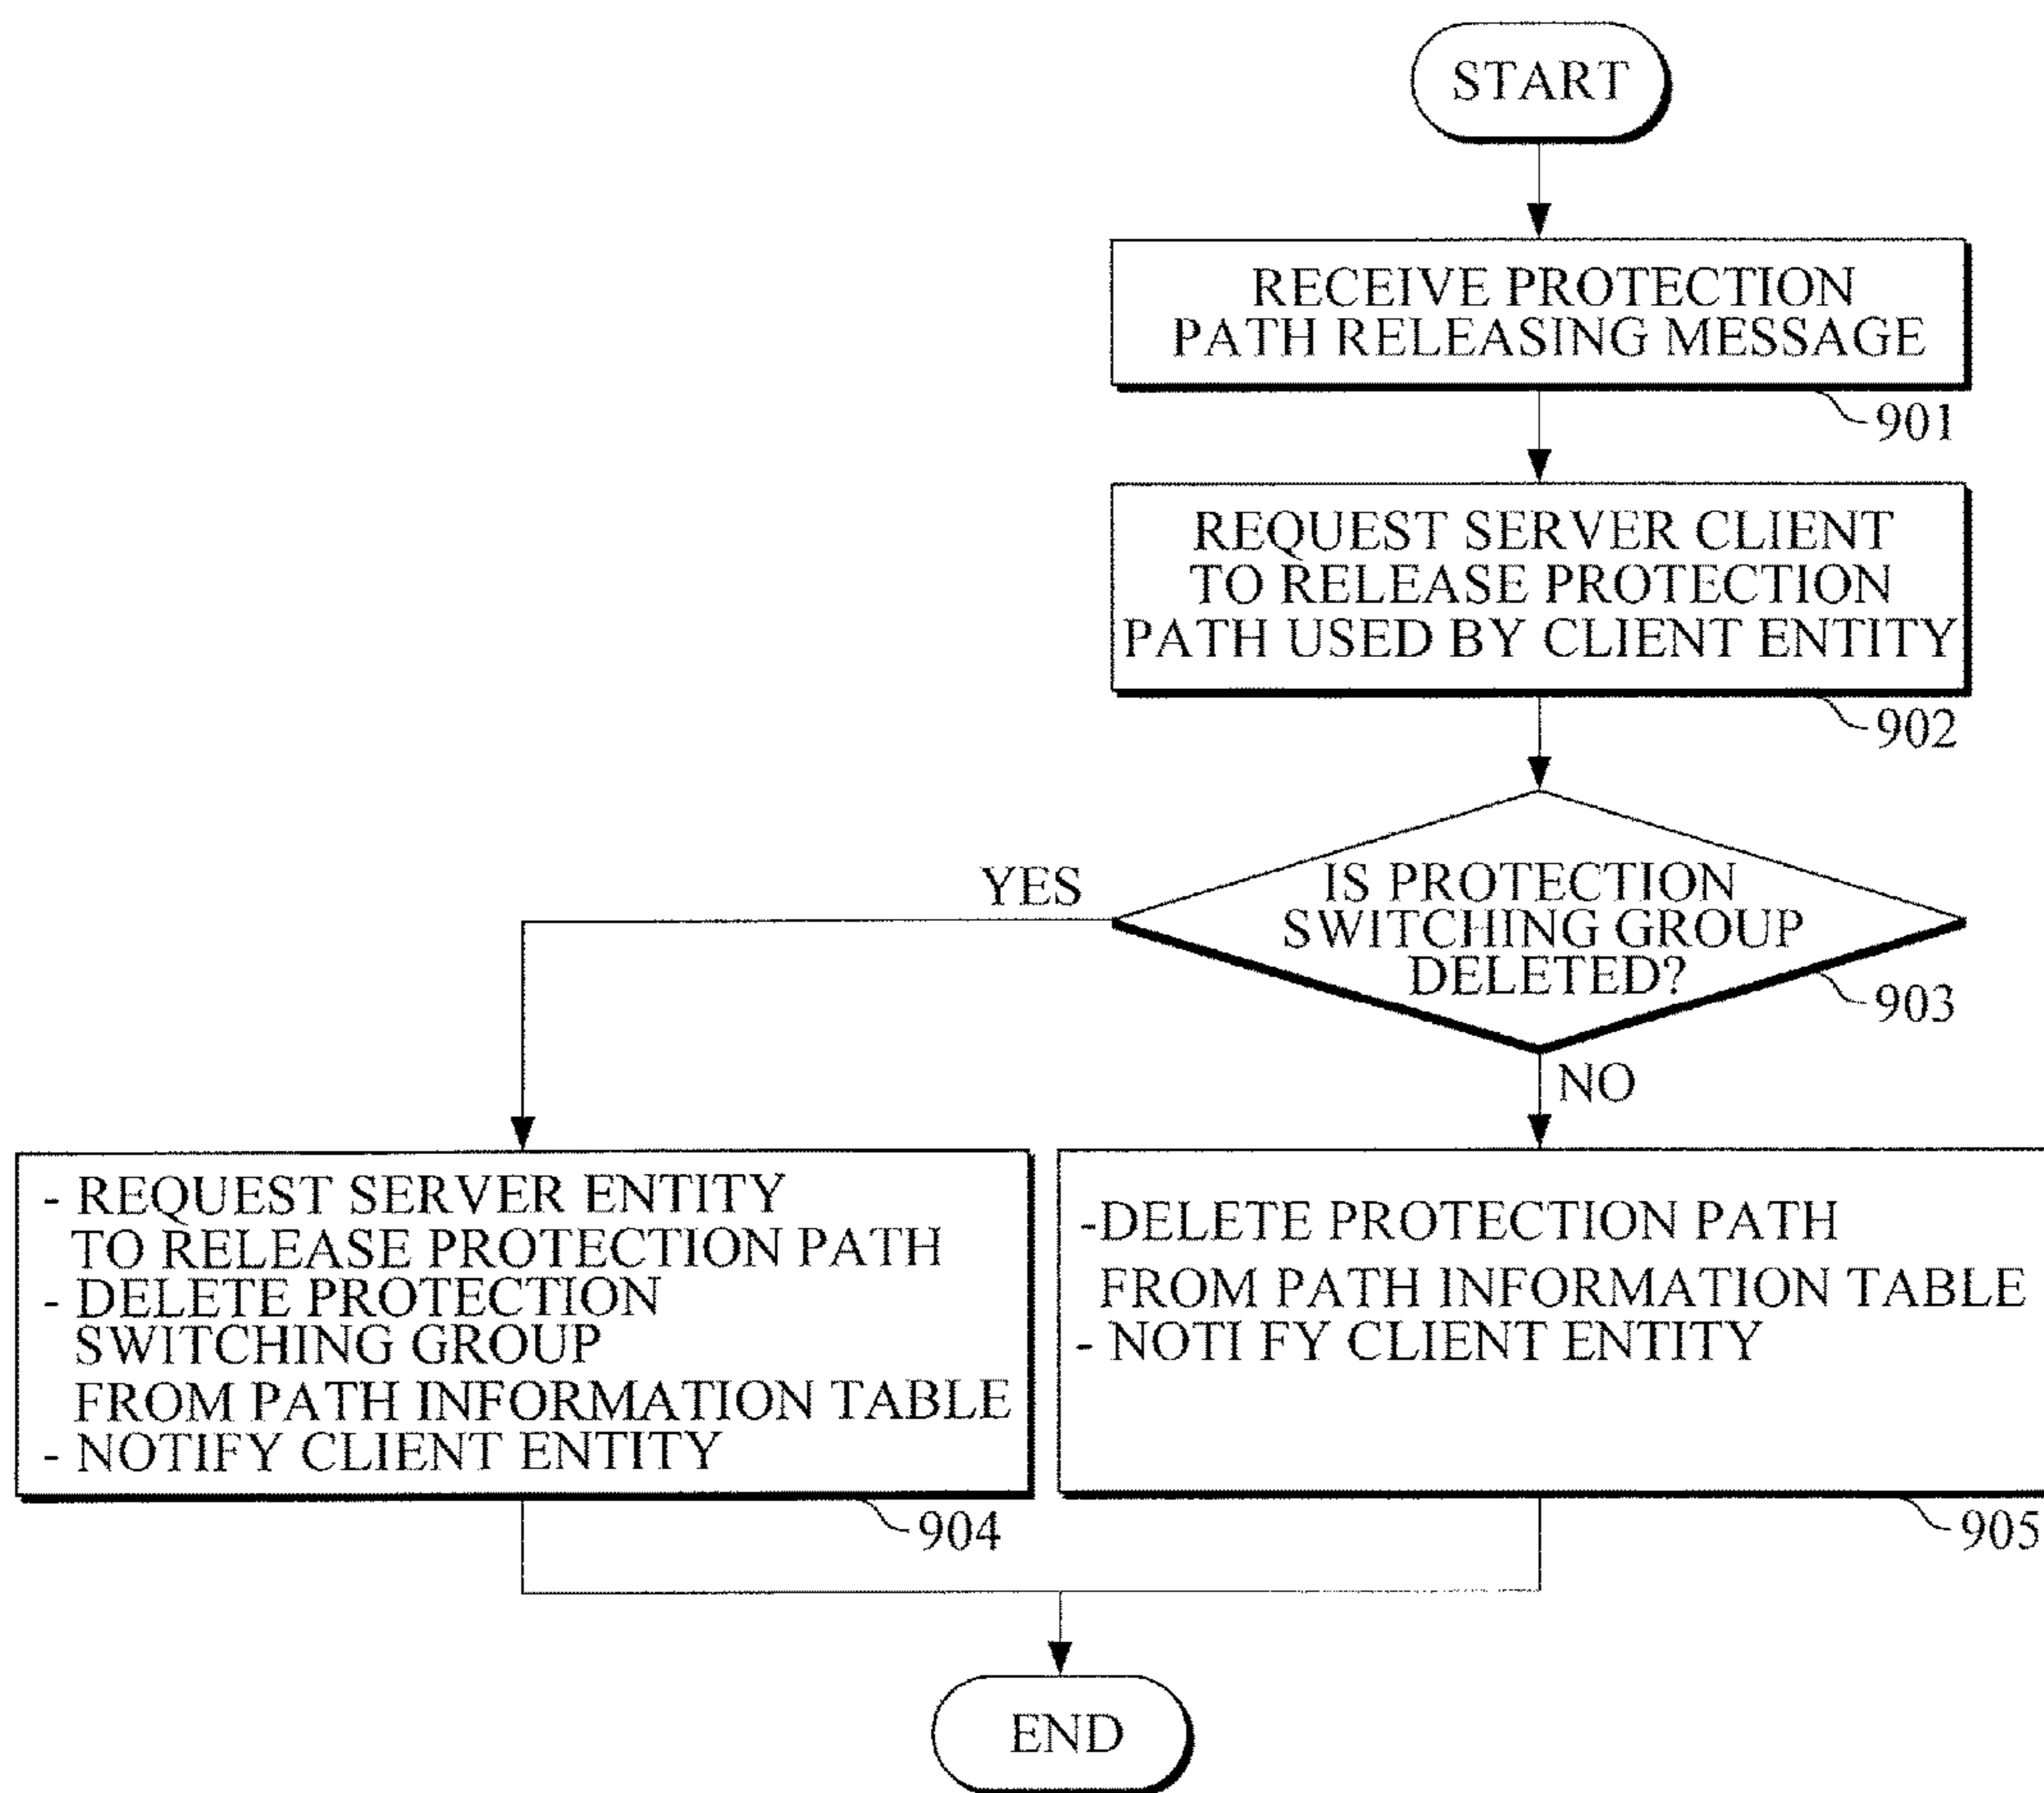 START
RECEIVE PROTECTION
PATH RELEASING MESSAGE
901
REQUEST SERVER CLIENT
TO RELEASE PROTECTION
PATH USED BY CLIENT ENTITY
902
IS PROTECTION
SWITCHING GROUP
DELETED?
903
YES
NO
- REQUEST SERVER ENTITY
TO RELEASE PROTECTION PATH
- DELETE PROTECTION
SWITCHING GROUP
FROM PATH INFORMATION TABLE
- NOTIFY CLIENT ENTITY
904
-DELETE PROTECTION PATH
FROM PATH INFORMATION TABLE
- NOTI FY CLIENT ENTITY
905
END